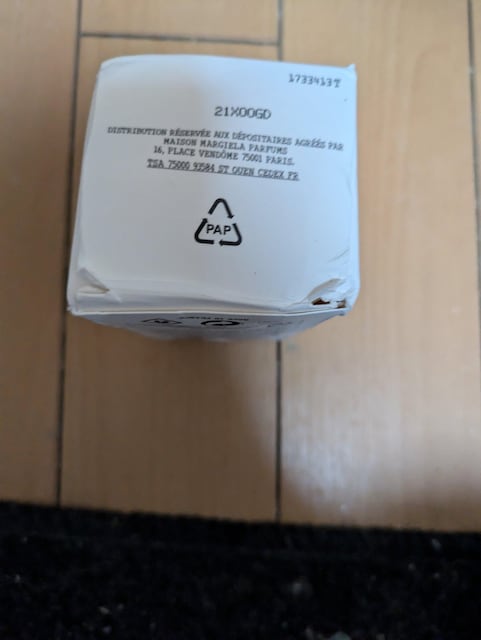 1733413T
21X00GD
DISTRIBUTION RÉSERVÉE AUX DÉPOSITAIRES AGRÉÉS PAR
MAISON MARGIELA PARFUMS
16, PLACE VENDÔME 75001 PARIS.
TSA 75000 93584 ST OUEN CEDEX FR
PAP